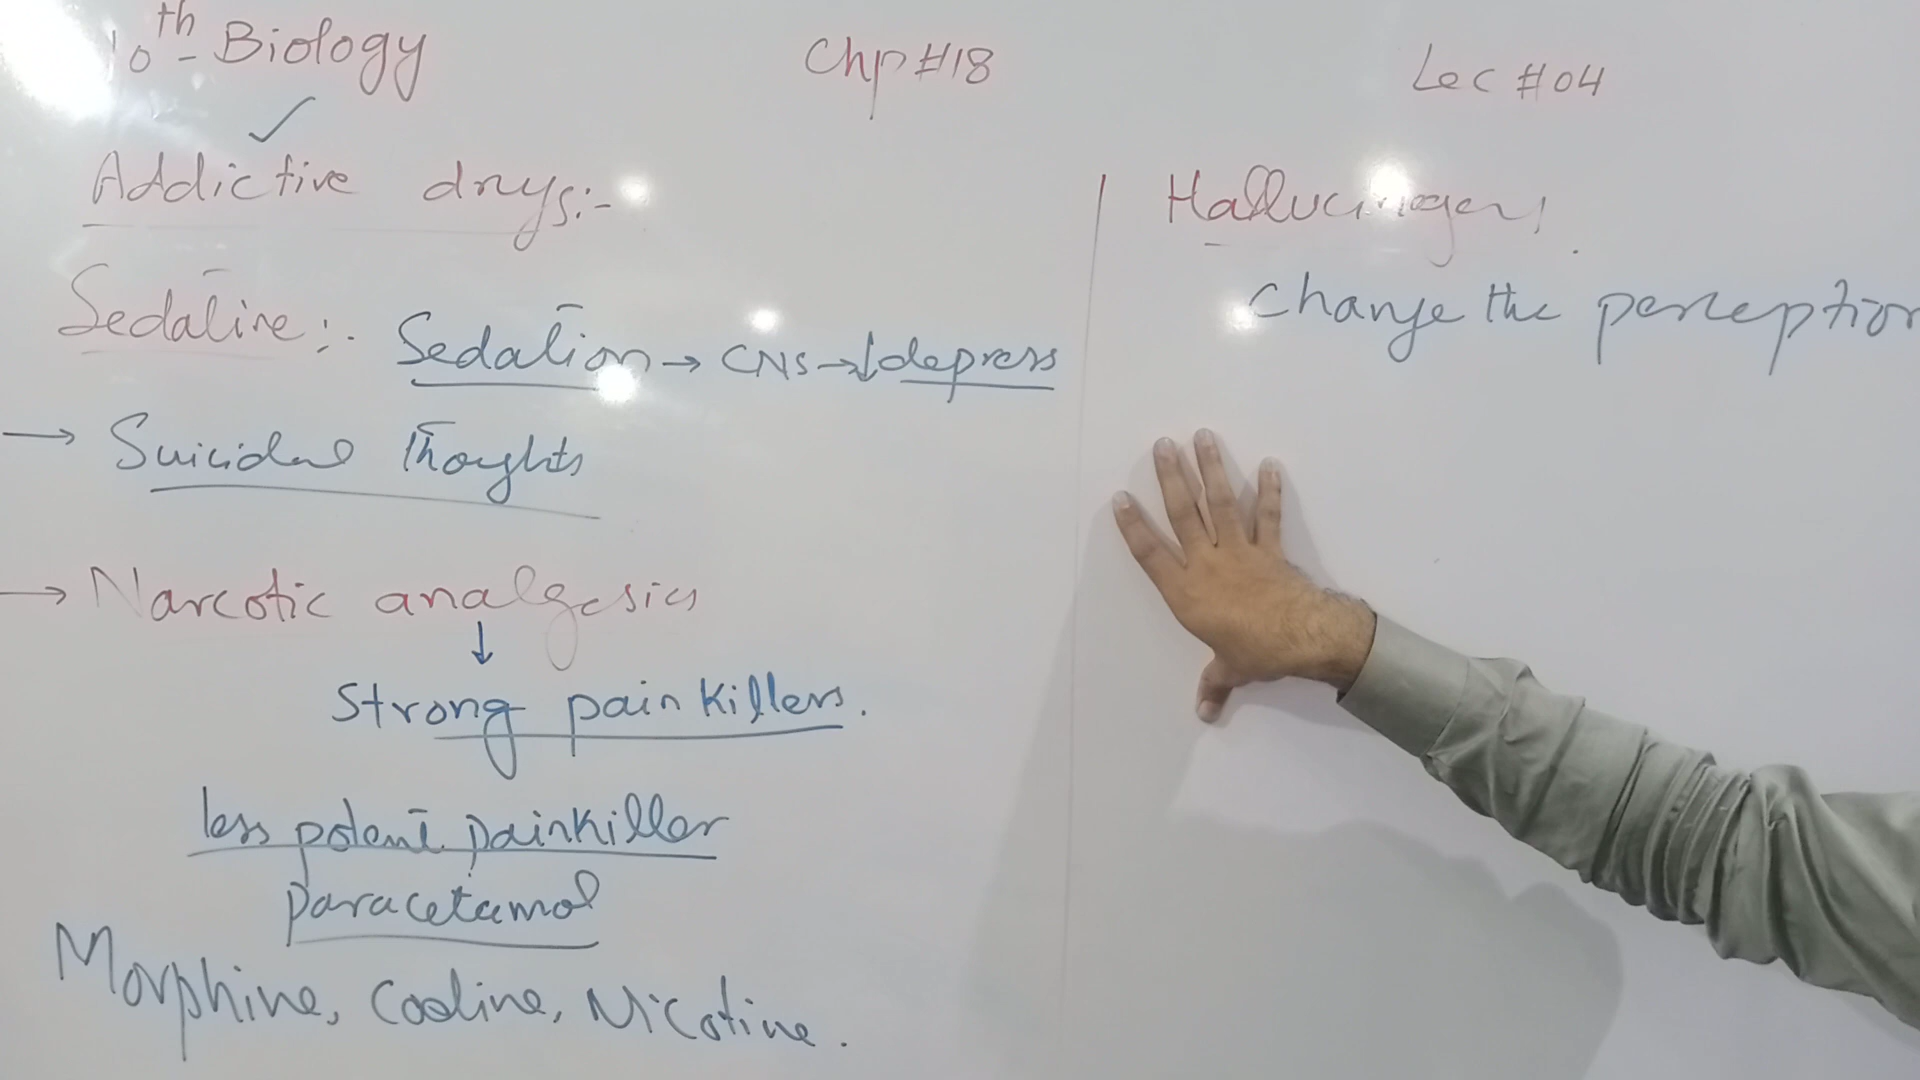 10th - Biology
Chp #18
Lec #04
Addictive drugs:-
Sedative:-
Sedation → CNS → ↓ depress
→ Suicidal thoughts
→ Narcotic analgesics
↓
Strong pain killers.
less potent painkiller
paracetamol
Morphine, Codine, Nicotine.
Hallucinogens
Change the perception